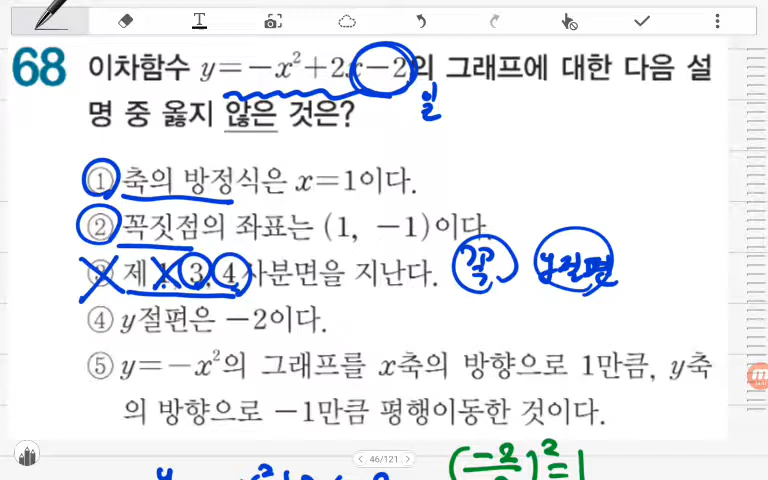 68 이차함수 y=-x²+2x-2의 그래프에 대한 다음 설
일
명 중 옳지 않은 것은?
① 축의 방정식은 x=1이다.
② 꼭짓점의 좌표는 (1, -1)이다.
③ 제 1, 3, 4 사분면을 지난다. 꼭 y절편
④ y절편은 -2이다.
⑤ y=-x²의 그래프를 x축의 방향으로 1만큼, y축
의 방향으로 -1만큼 평행이동한 것이다.
46/121